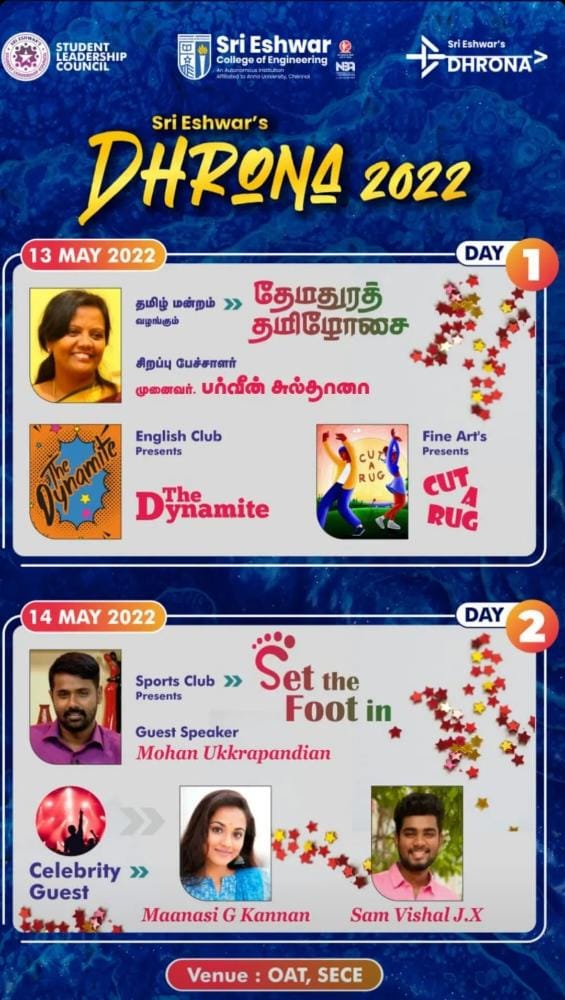 STUDENT
LEADERSHIP
COUNCIL
Sri Eshwar
College of Engineering
An Autonomous Institution
Affiliated to Anna University, Chennai
NBA
Sri Eshwar's
DHRONA
Sri Eshwar's
DHRONA 2022
13 MAY 2022
DAY 1
தமிழ் மன்றம் »
வழங்கும்
தேமதுரத்
தமிழோசை
சிறப்பு பேச்சாளர்
முனைவர். பர்வீன் சுல்தானா
The Dynamite
English Club
Presents
The
Dynamite
CUT
A
RUG
Fine Art's
Presents
CUT
A
RUG
14 MAY 2022
DAY 2
Sports Club »
Presents
Set the
Foot in
Guest Speaker
Mohan Ukkrapandian
Celebrity »
Guest
Maanasi G Kannan
Sam Vishal J.X
Venue : OAT, SECE